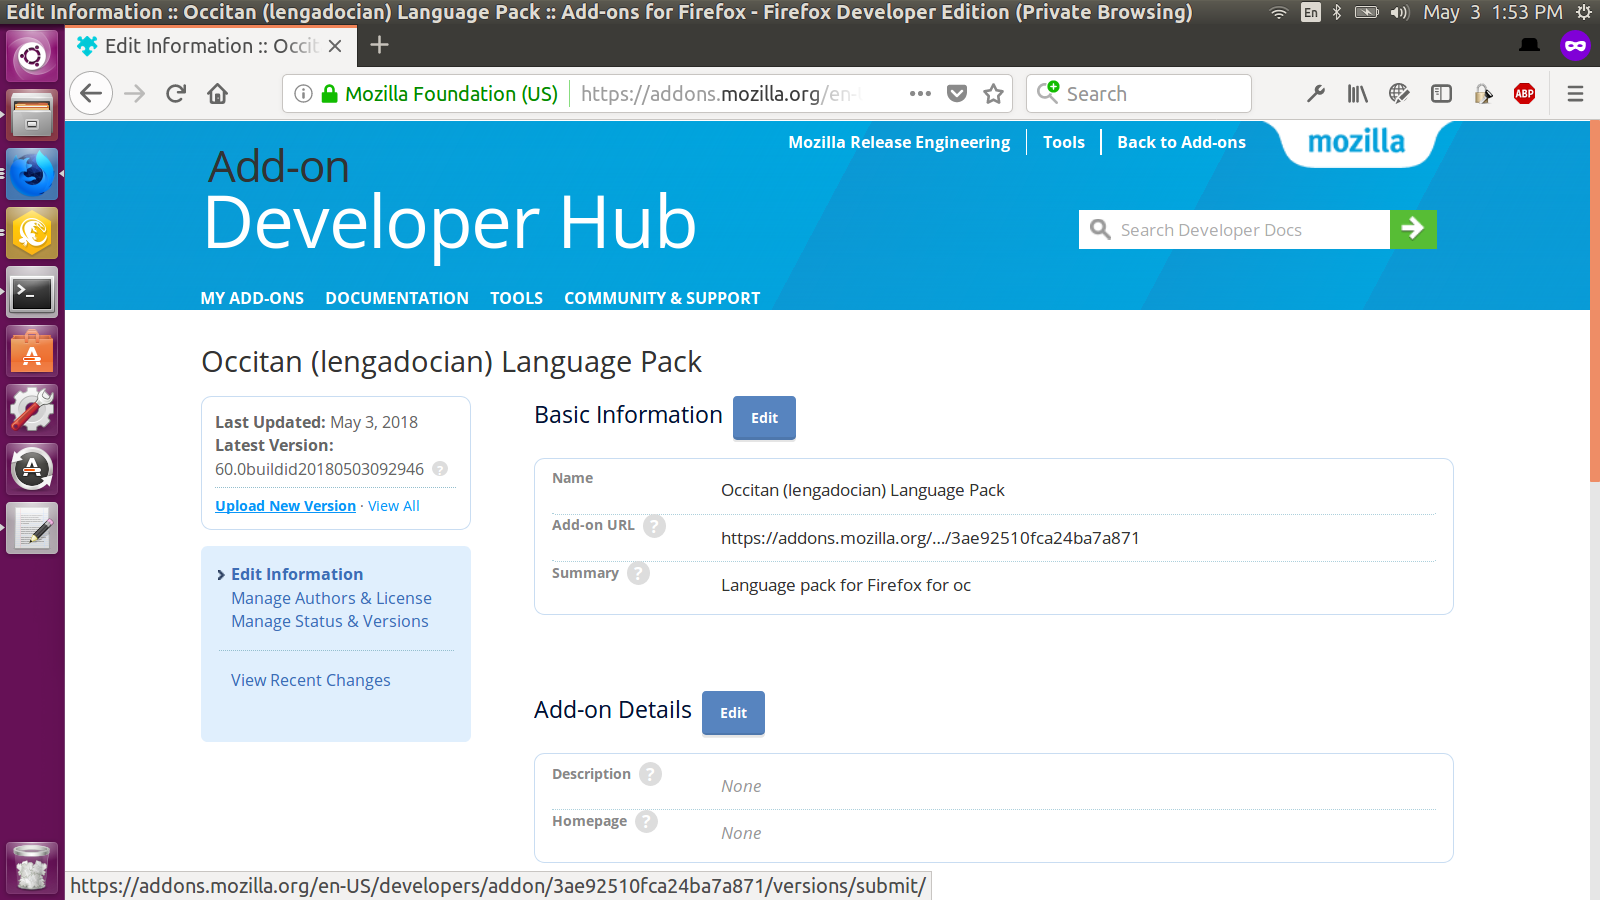 Edit Information :: Occitan (lengadocian) Language Pack :: Add-ons for Firefox - Firefox Developer Edition (Private Browsing)
En
May 3 1:53 PM
Edit Information :: Occit
Mozilla Foundation (US)
https://addons.mozilla.org/en-
Search
ABP
Mozilla Release Engineering
Tools
Back to Add-ons
mozilla
Add-on
Developer Hub
Search Developer Docs
MY ADD-ONS
DOCUMENTATION
TOOLS
COMMUNITY & SUPPORT
Occitan (lengadocian) Language Pack
Last Updated: May 3, 2018
Latest Version:
60.0buildid20180503092946 ?
Upload New Version · View All
Edit Information
Manage Authors & License
Manage Status & Versions
View Recent Changes
Basic Information
Edit
Name
Occitan (lengadocian) Language Pack
Add-on URL ?
https://addons.mozilla.org/.../3ae92510fca24ba7a871
Summary ?
Language pack for Firefox for oc
Add-on Details
Edit
Description ?
None
Homepage ?
None
https://addons.mozilla.org/en-US/developers/addon/3ae92510fca24ba7a871/versions/submit/